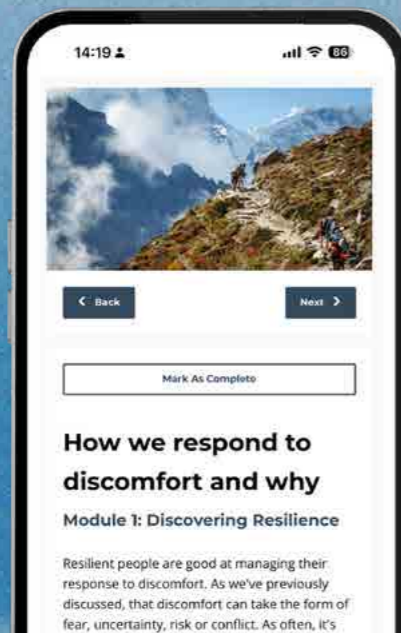 14:19
86
Back
Next
Mark As Complete
How we respond to
discomfort and why
Module 1: Discovering Resilience
Resilient people are good at managing their
response to discomfort. As we've previously
discussed, that discomfort can take the form of
fear, uncertainty, risk or conflict. As often, it's